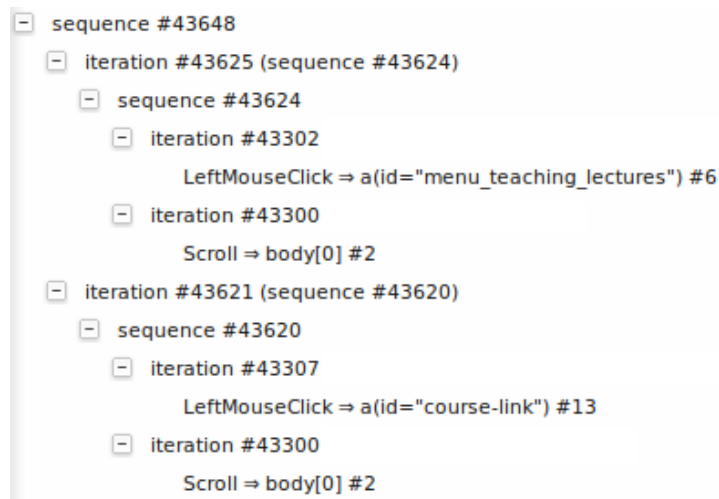 sequence #43648
iteration #43625 (sequence #43624)
sequence #43624
iteration #43302
LeftMouseClick ⇒ a(id="menu_teaching_lectures") #6
iteration #43300
Scroll ⇒ body[0] #2
iteration #43621 (sequence #43620)
sequence #43620
iteration #43307
LeftMouseClick ⇒ a(id="course-link") #13
iteration #43300
Scroll ⇒ body[0] #2